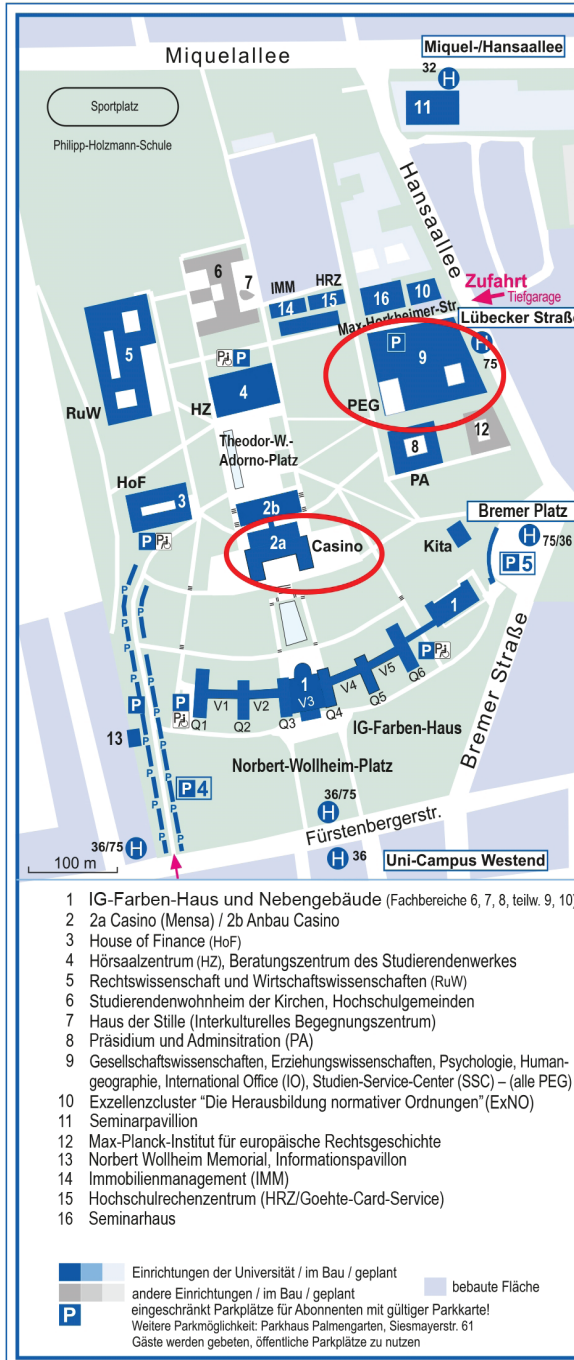 Miquelallee
Miquel-/Hansaallee
32
H
11
Sportplatz
Philipp-Holzmann-Schule
Hansaallee
6
7
IMM
HRZ
14
15
16
10
Zufahrt
Tiefgarage
Max-Horkheimer-Str
Lübecker Straße
H
75
5
P
P
9
RuW
HZ
4
PEG
12
8
PA
Theodor-W.-
Adorno-Platz
HoF
3
2b
2a
Casino
Kita
Bremer Platz
H
75/36
P 5
P
P
1
P
P
V1
V2
1
V3
V4
V5
Q1
Q2
Q3
Q4
Q5
Q6
P
P
IG-Farben-Haus
Bremer Straße
13
Norbert-Wollheim-Platz
P 4
36/75
H
Fürstenbergerstr.
36/75
H
H
36
Uni-Campus Westend
100 m
1 IG-Farben-Haus und Nebengebäude (Fachbereiche 6, 7, 8, teilw. 9, 10)
2 2a Casino (Mensa) / 2b Anbau Casino
3 House of Finance (HoF)
4 Hörsaalzentrum (HZ), Beratungszentrum des Studierendenwerkes
5 Rechtswissenschaft und Wirtschaftswissenschaften (RuW)
6 Studierendenwohnheim der Kirchen, Hochschulgemeinden
7 Haus der Stille (Interkulturelles Begegnungszentrum)
8 Präsidium und Adminsitration (PA)
9 Gesellschaftswissenschaften, Erziehungswissenschaften, Psychologie, Human-
geographie, International Office (IO), Studien-Service-Center (SSC) – (alle PEG)
10 Exzellenzcluster “Die Herausbildung normativer Ordnungen” (ExNO)
11 Seminarpavillion
12 Max-Planck-Institut für europäische Rechtsgeschichte
13 Norbert Wollheim Memorial, Informationspavillon
14 Immobilienmanagement (IMM)
15 Hochschulrechenzentrum (HRZ/Goehte-Card-Service)
16 Seminarhaus
Einrichtungen der Universität / im Bau / geplant
andere Einrichtungen / im Bau / geplant
bebaute Fläche
P eingeschränkt Parkplätze für Abonnenten mit gültiger Parkkarte!
Weitere Parkmöglichkeit: Parkhaus Palmengarten, Siesmayerstr. 61
Gäste werden gebeten, öffentliche Parkplätze zu nutzen